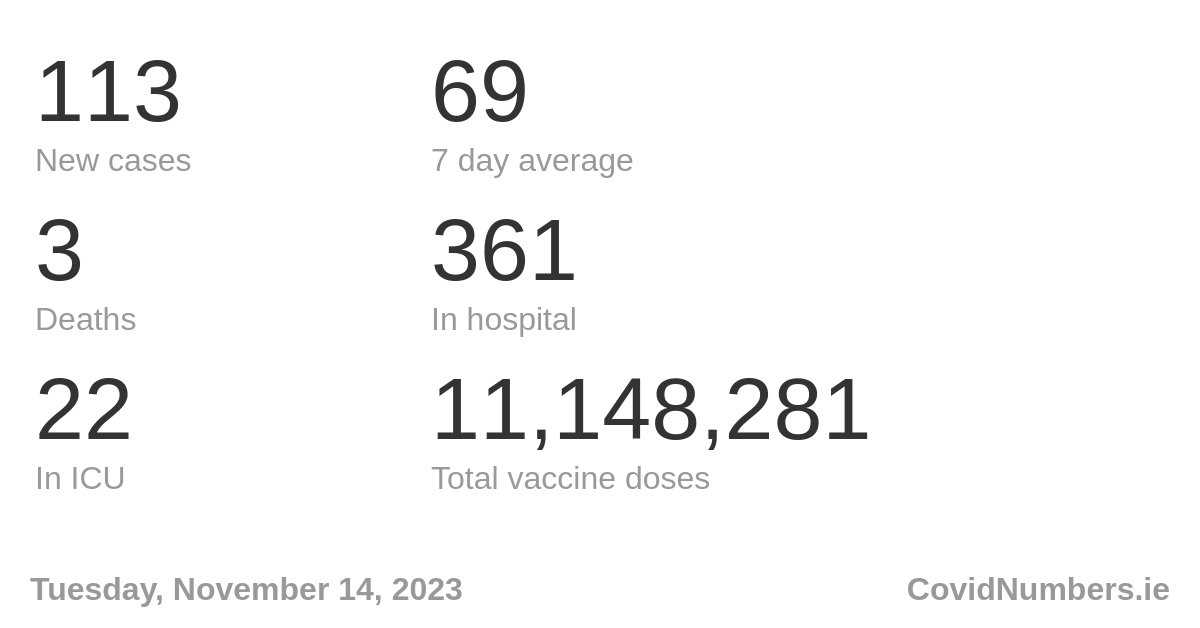 113
New cases
69
7 day average
3
Deaths
361
In hospital
22
In ICU
11,148,281
Total vaccine doses
Tuesday, November 14, 2023
CovidNumbers.ie